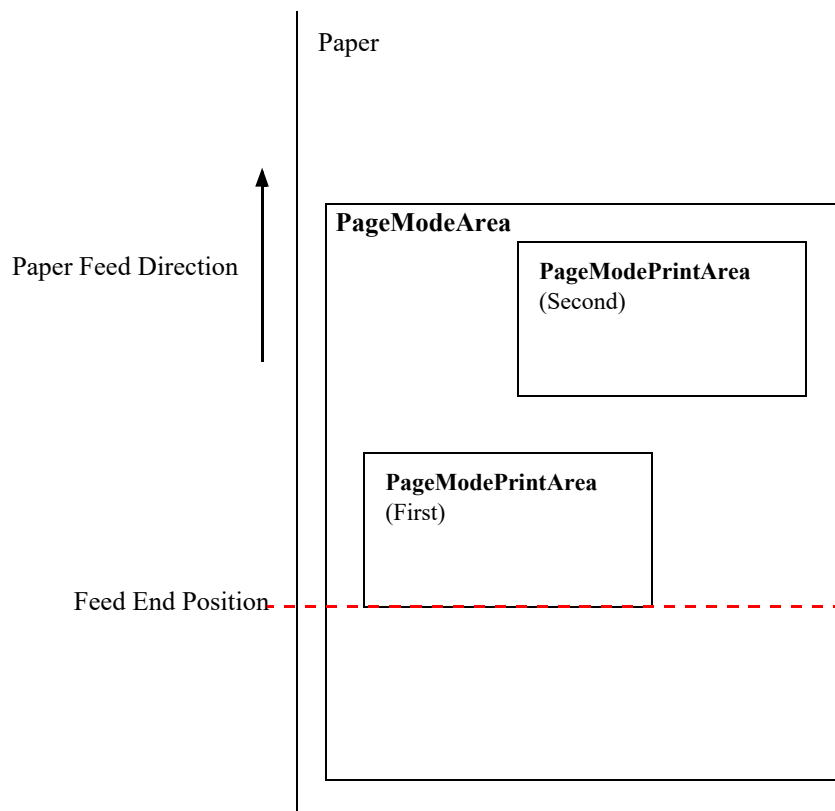 Paper
PageModeArea
Paper Feed Direction
PageModePrintArea
(Second)
PageModePrintArea
(First)
Feed End Position